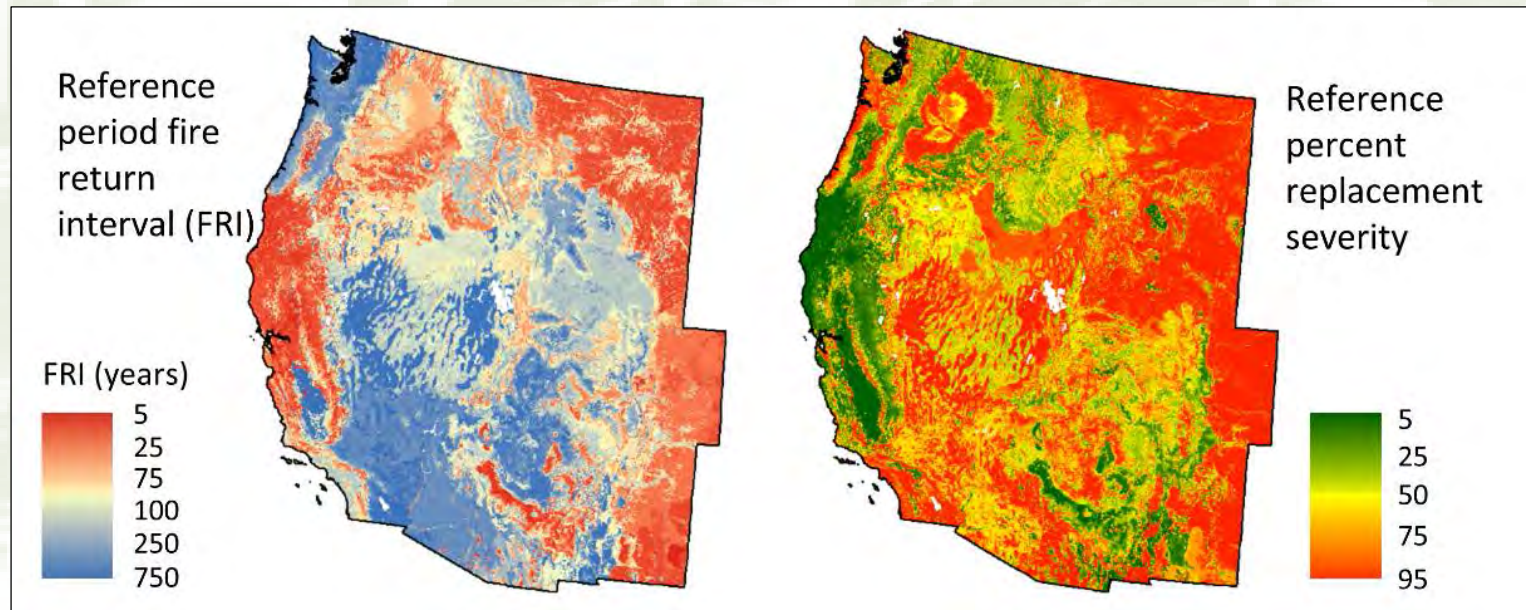 Reference
period fire
return
interval (FRI)
FRI (years)
5
25
75
100
250
750
Reference
percent
replacement
severity
5
25
50
75
95